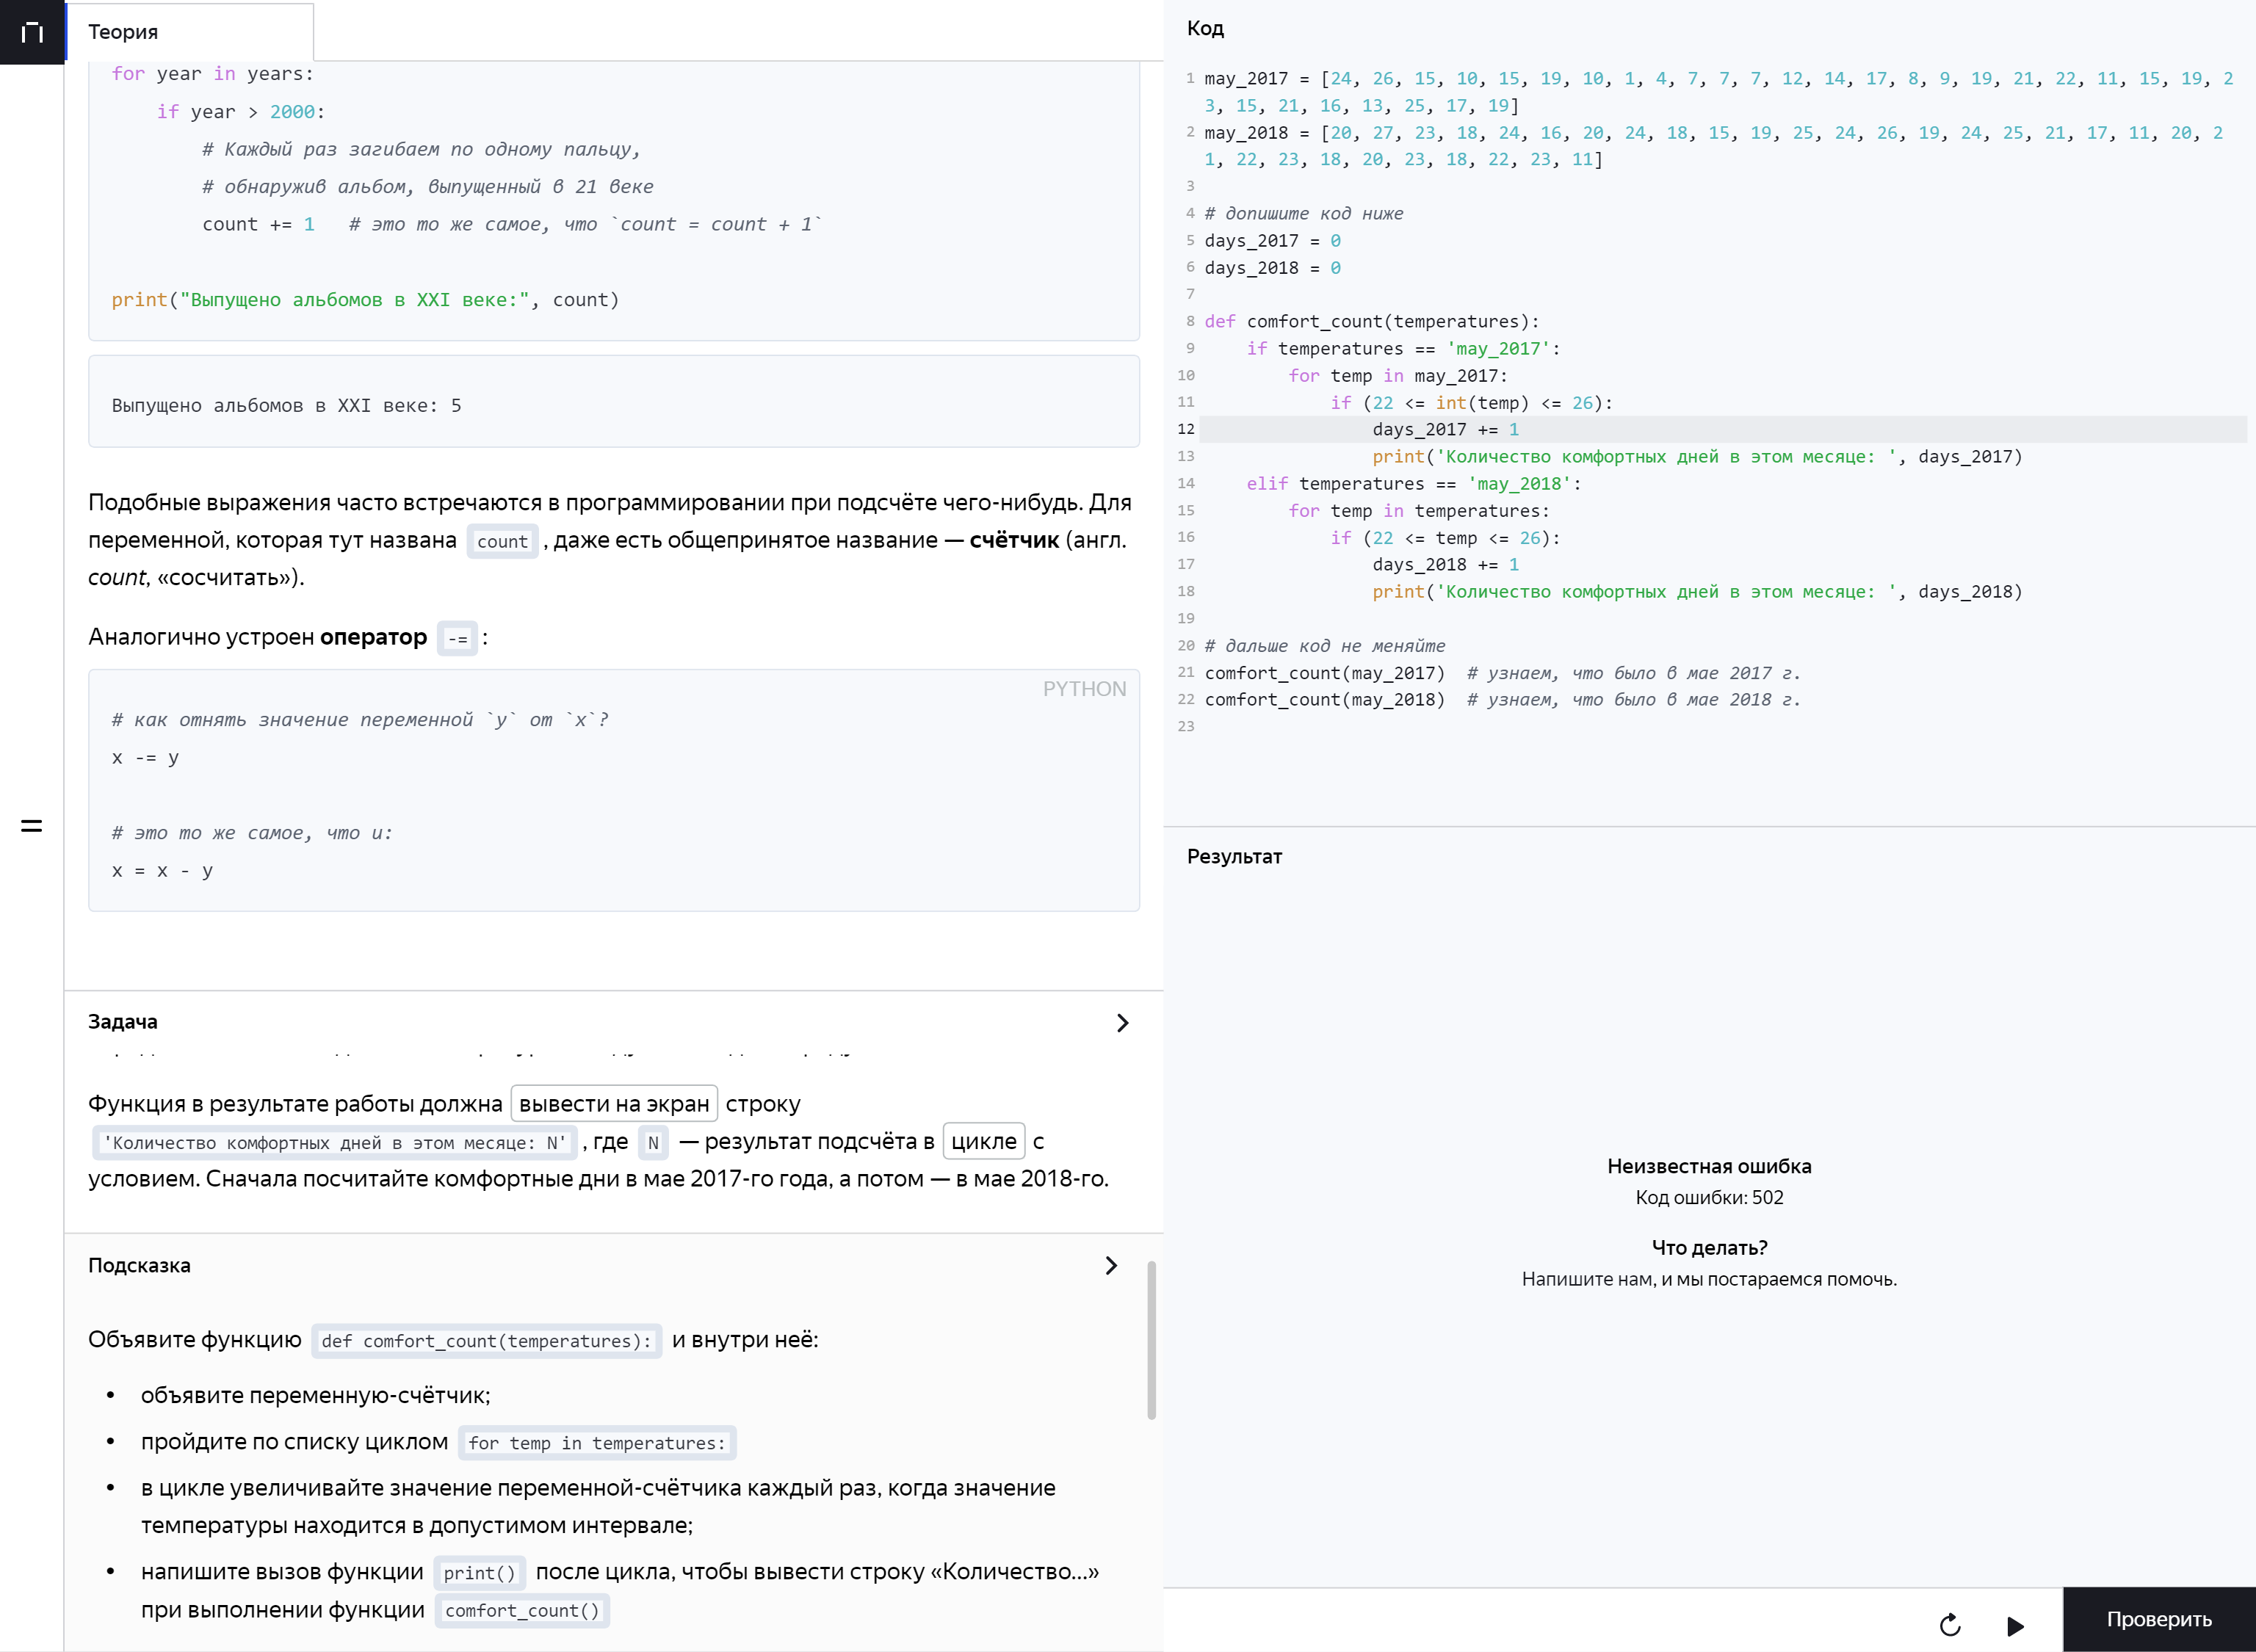 Теория
for year in years:
if year > 2000:
# Каждый раз загибаем по одному пальцу,
# обнаружив альбом, выпущенный в 21 веке
count += 1   # это то же самое, что `count = count + 1`
print("Выпущено альбомов в XXI веке:", count)
Выпущено альбомов в XXI веке: 5
Подобные выражения часто встречаются в программировании при подсчёте чего-нибудь. Для
переменной, которая тут названа count , даже есть общепринятое название — счётчик (англ.
count, «сосчитать»).
Аналогично устроен оператор -= :
PYTHON
# как отнять значение переменной `y` от `x`?
x -= y
# это то же самое, что и:
x = x - y
Задача
Функция в результате работы должна вывести на экран строку
'Количество комфортных дней в этом месяце: N' , где N — результат подсчёта в цикле с
условием. Сначала посчитайте комфортные дни в мае 2017-го года, а потом — в мае 2018-го.
Подсказка
Объявите функцию def comfort_count(temperatures): и внутри неё:
• объявите переменную-счётчик;
• пройдите по списку циклом for temp in temperatures:
• в цикле увеличивайте значение переменной-счётчика каждый раз, когда значение
температуры находится в допустимом интервале;
• напишите вызов функции print() после цикла, чтобы вывести строку «Количество…»
при выполнении функции comfort_count()
Код
1 may_2017 = [24, 26, 15, 10, 15, 19, 10, 1, 4, 7, 7, 7, 12, 14, 17, 8, 9, 19, 21, 22, 11, 15, 19, 2
3, 15, 21, 16, 13, 25, 17, 19]
2 may_2018 = [20, 27, 23, 18, 24, 16, 20, 24, 18, 15, 19, 25, 24, 26, 19, 24, 25, 21, 17, 11, 20, 2
1, 22, 23, 18, 20, 23, 18, 22, 23, 11]
3
4 # допишите код ниже
5 days_2017 = 0
6 days_2018 = 0
7
8 def comfort_count(temperatures):
9 if temperatures == 'may_2017':
10 for temp in may_2017:
11 if (22 <= int(temp) <= 26):
12 days_2017 += 1
13 print('Количество комфортных дней в этом месяце: ', days_2017)
14 elif temperatures == 'may_2018':
15 for temp in temperatures:
16 if (22 <= temp <= 26):
17 days_2018 += 1
18 print('Количество комфортных дней в этом месяце: ', days_2018)
19
20 # дальше код не меняйте
21 comfort_count(may_2017)  # узнаем, что было в мае 2017 г.
22 comfort_count(may_2018)  # узнаем, что было в мае 2018 г.
23
Результат
Неизвестная ошибка
Код ошибки: 502
Что делать?
Напишите нам, и мы постараемся помочь.
Проверить